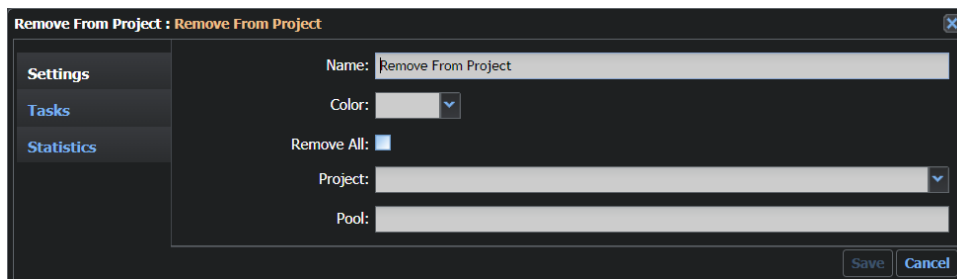 Remove From Project : Remove From Project
Settings
Tasks
Statistics
Name: Remove From Project
Color:
Remove All:
Project:
Pool:
Save Cancel